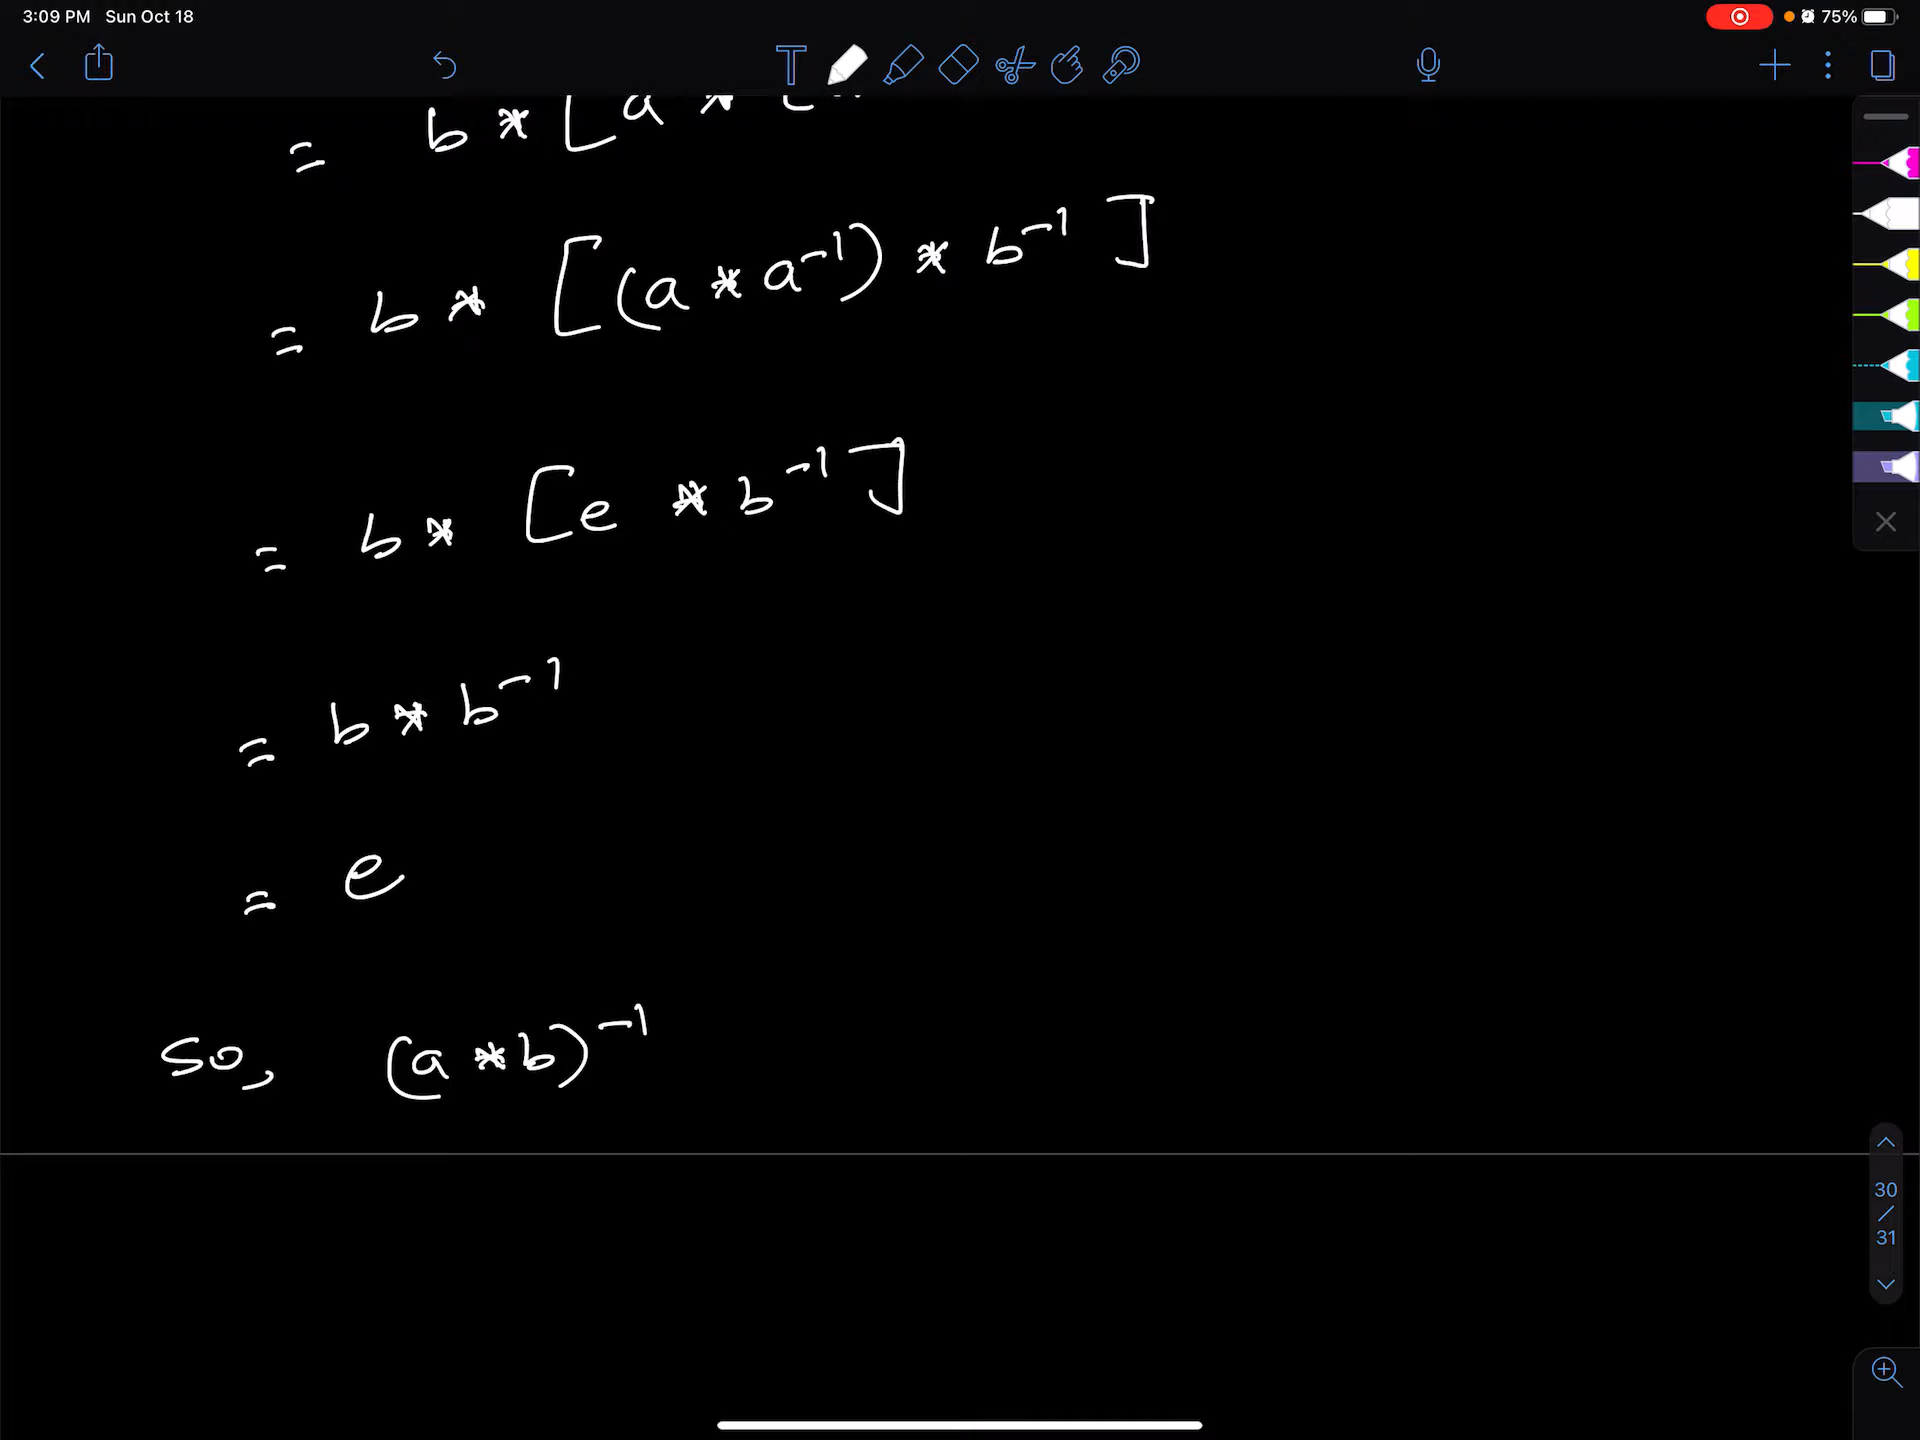 3:09 PM Sun Oct 18 75%
= b * [a *
= b * [(a * a⁻¹) * b⁻¹]
= b * [e * b⁻¹]
= b * b⁻¹
= e
So, (a * b)⁻¹
30
/
31